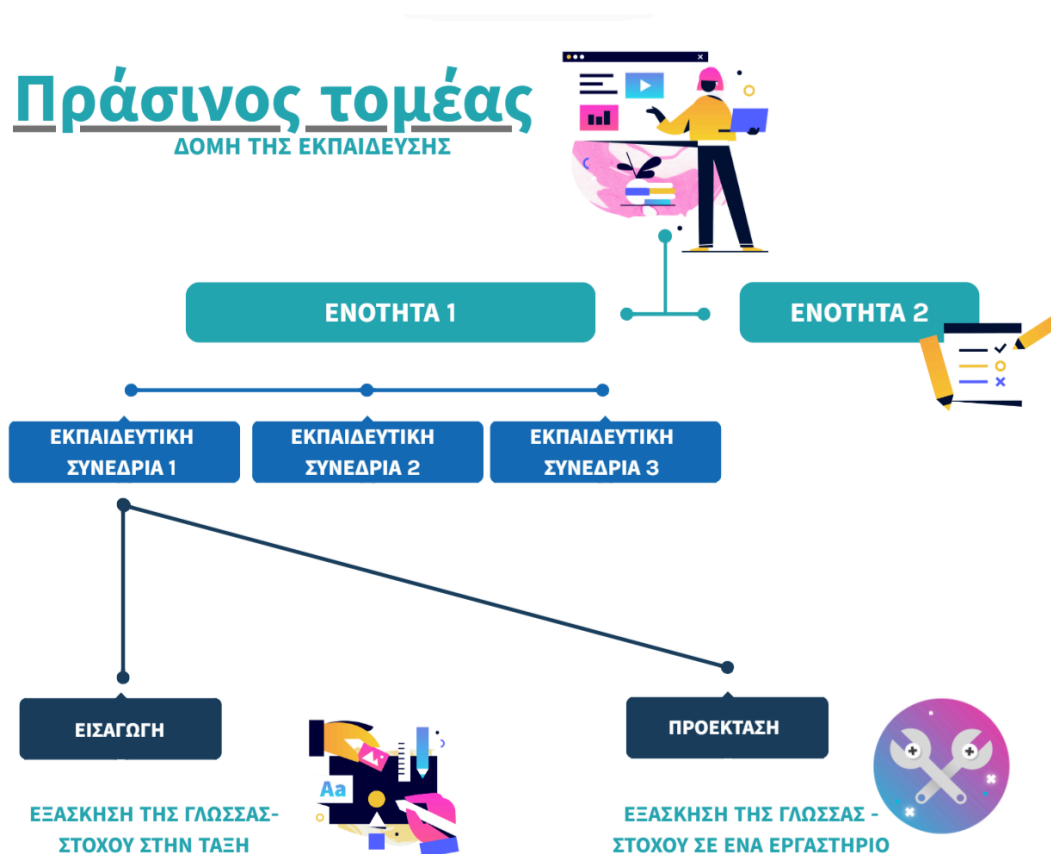 Πράσινος τομέας
ΔΟΜΗ ΤΗΣ ΕΚΠΑΙΔΕΥΣΗΣ
ΕΝΟΤΗΤΑ 1
ΕΝΟΤΗΤΑ 2
ΕΚΠΑΙΔΕΥΤΙΚΗ
ΣΥΝΕΔΡΙΑ 1
ΕΚΠΑΙΔΕΥΤΙΚΗ
ΣΥΝΕΔΡΙΑ 2
ΕΚΠΑΙΔΕΥΤΙΚΗ
ΣΥΝΕΔΡΙΑ 3
ΕΙΣΑΓΩΓΗ
ΠΡΟΕΚΤΑΣΗ
Aa
ΕΞΑΣΚΗΣΗ ΤΗΣ ΓΛΩΣΣΑΣ-
ΣΤΟΧΟΥ ΣΤΗΝ ΤΑΞΗ
ΕΞΑΣΚΗΣΗ ΤΗΣ ΓΛΩΣΣΑΣ -
ΣΤΟΧΟΥ ΣΕ ΕΝΑ ΕΡΓΑΣΤΗΡΙΟ